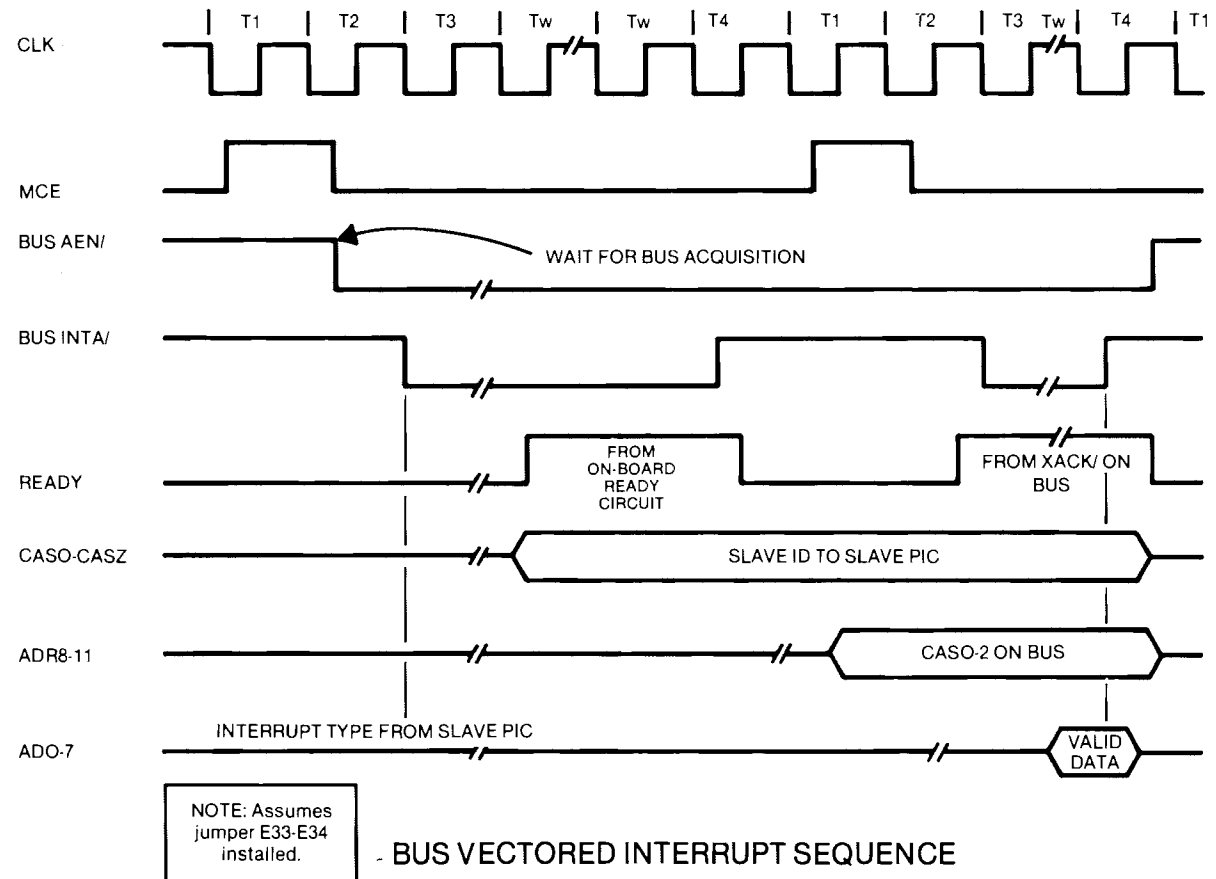 T1 T2 T3 Tw Tw T4 T1 T2 T3 Tw T4 T1
CLK
MCE
BUS AEN/
WAIT FOR BUS ACQUISITION
BUS INTA/
READY
FROM
ON-BOARD
READY
CIRCUIT
FROM XACK/ ON
BUS
CASO-CASZ
SLAVE ID TO SLAVE PIC
ADR8-11
CASO-2 ON BUS
INTERRUPT TYPE FROM SLAVE PIC
ADO-7
VALID
DATA
NOTE: Assumes
jumper E33-E34
installed.
- BUS VECTORED INTERRUPT SEQUENCE